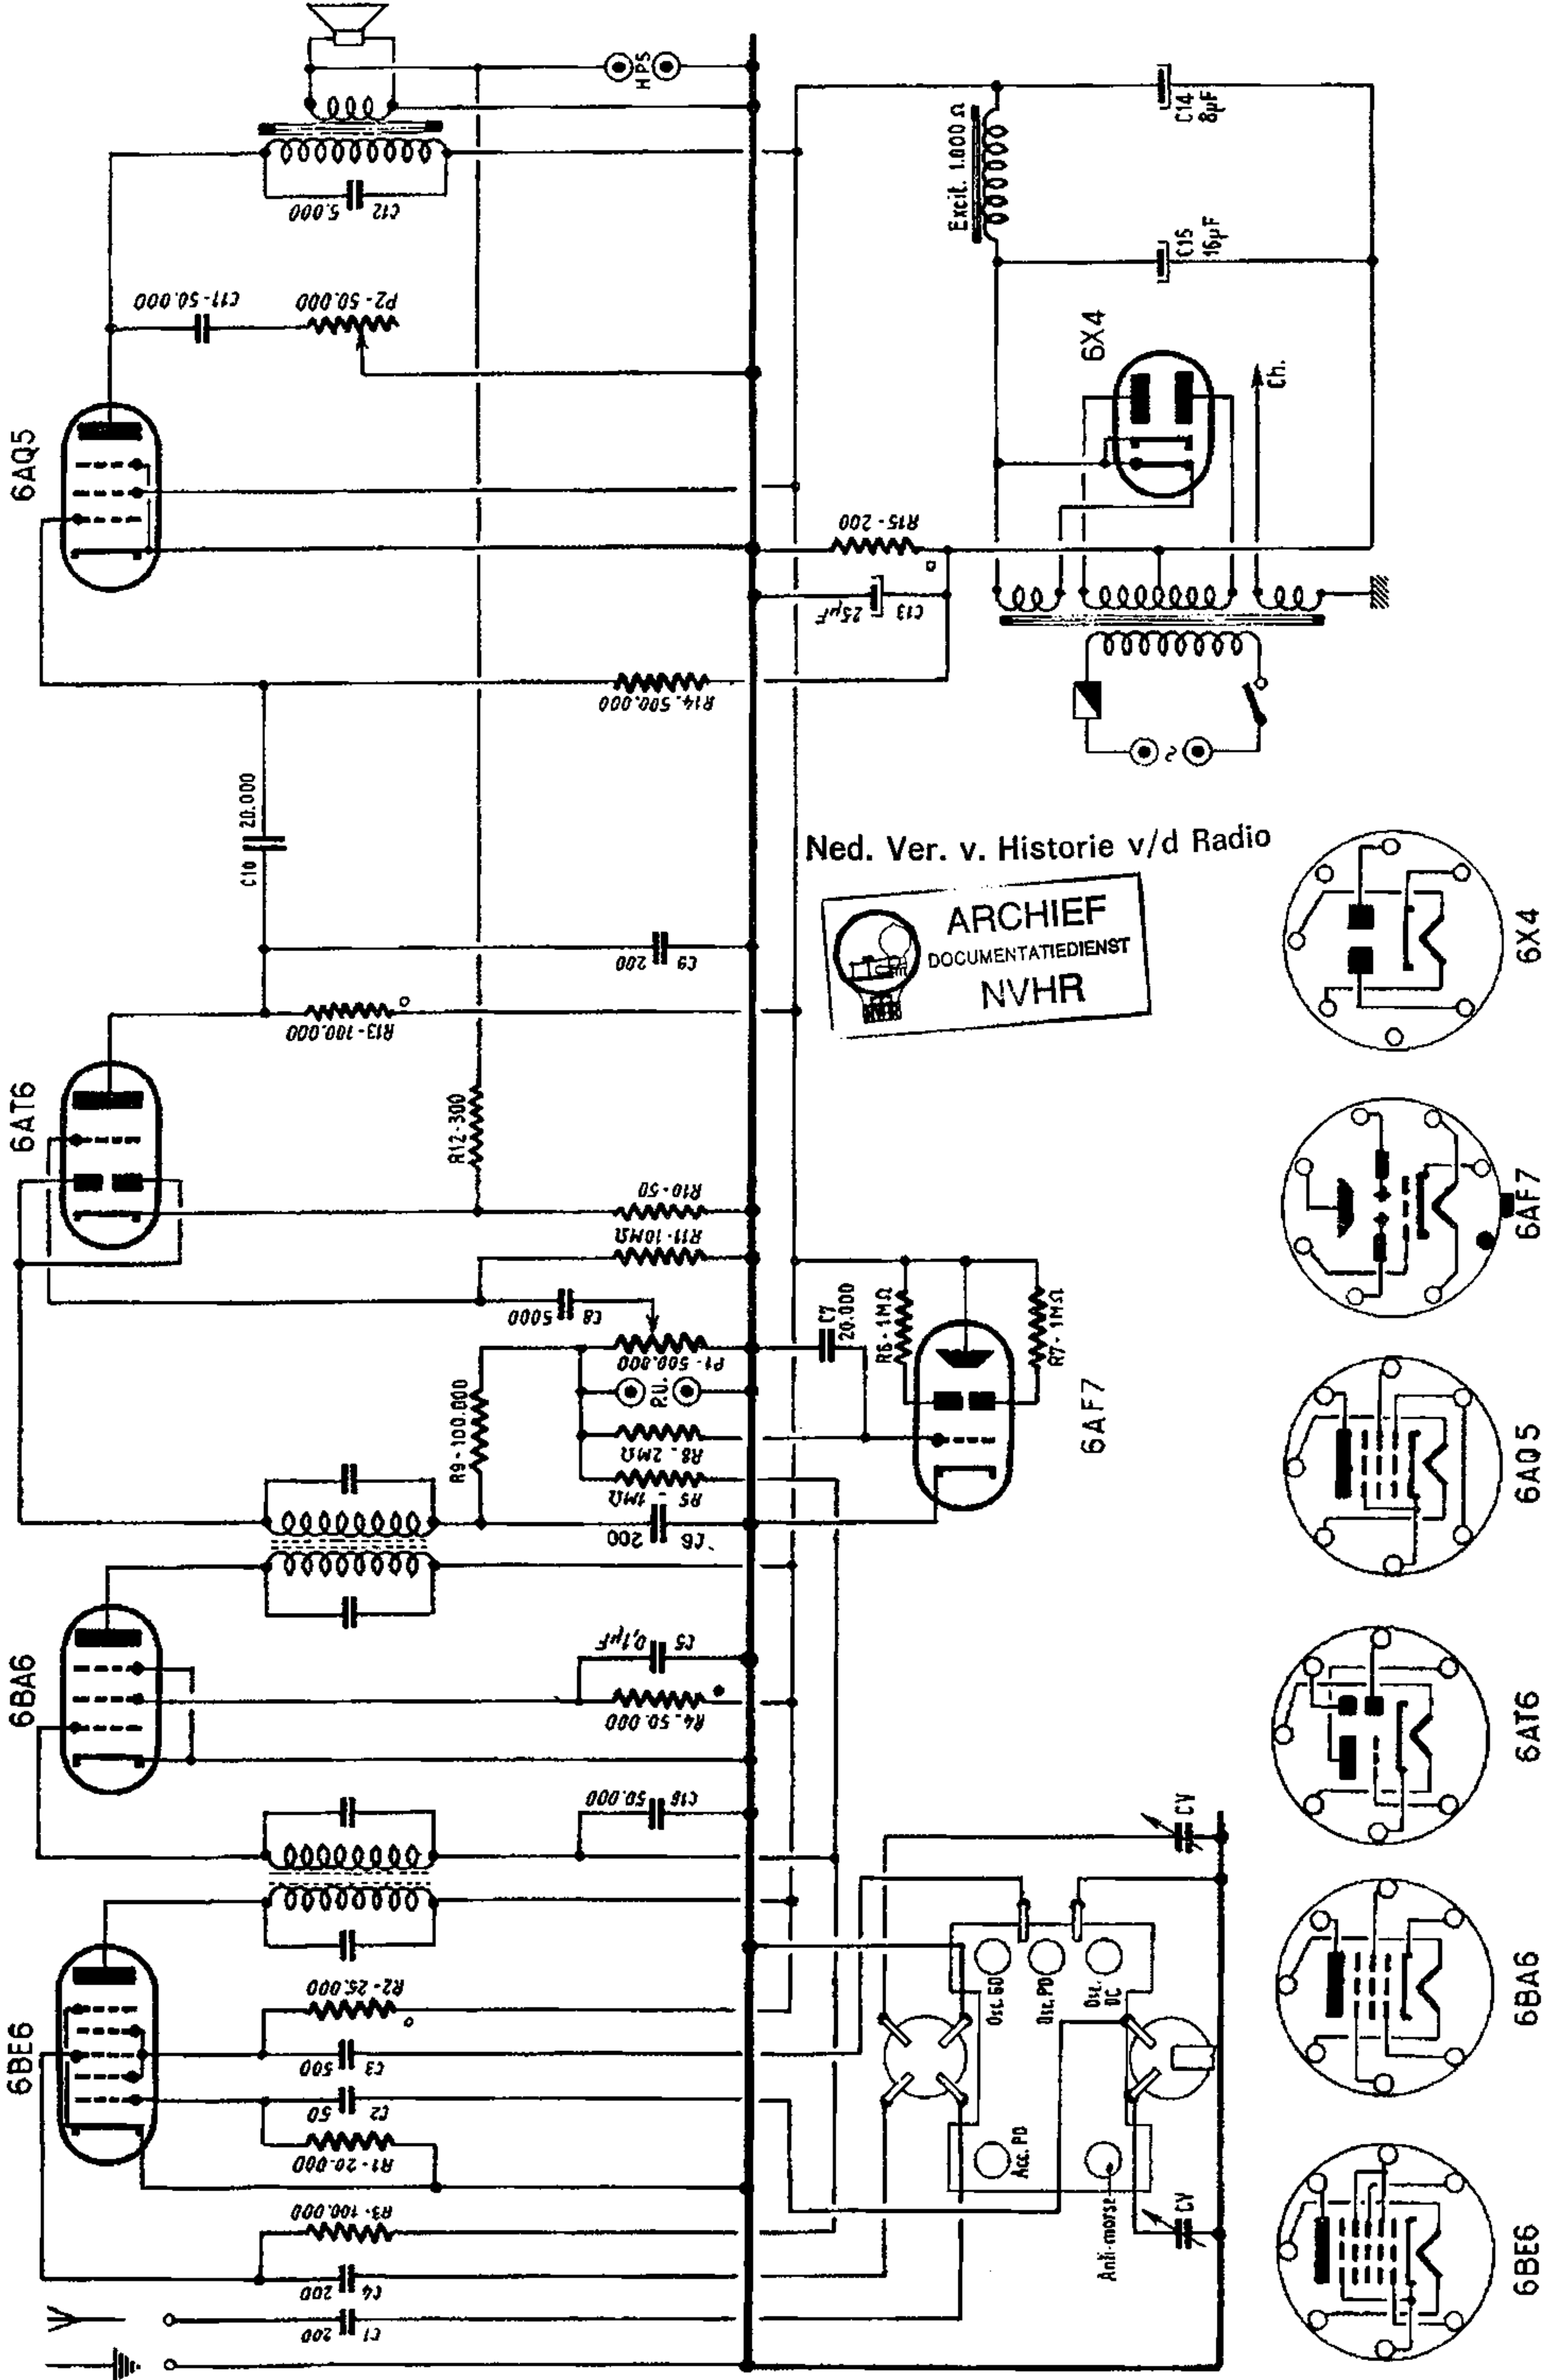 6AQ5
6AT6
6BA6
6BE6
HPS
5.000
C12
C11-50.000
P2-50.000
C10 20.000
200
C9
R13-100.000
R12-300
R14.500.000
R10-50
R11-10MΩ
5000
C8
P1-500.000
P.U.
R9-100.000
R8.2MΩ
R5-1MΩ
200
C6
0,1µF
C5
R4.50.000
50.000
C16
R2-25.000
500
C3
50
C2
R1-20.000
R3-100.000
200
C4
200
C1
Excit. 1.000 Ω
C14
8µF
C15
16µF
6X4
Ch.
R15-200
25µF
C13
~
Ned. Ver. v. Historie v/d Radio
ARCHIEF
DOCUMENTATIEDIENST
NVHR
C7
20.000
R6-1MΩ
R7-1MΩ
6AF7
CV
Osc. GO
Osc. PO
Osc. OC
Acc. PO
Anti-morse
CV
6BE6
6BA6
6AT6
6AQ5
6AF7
6X4